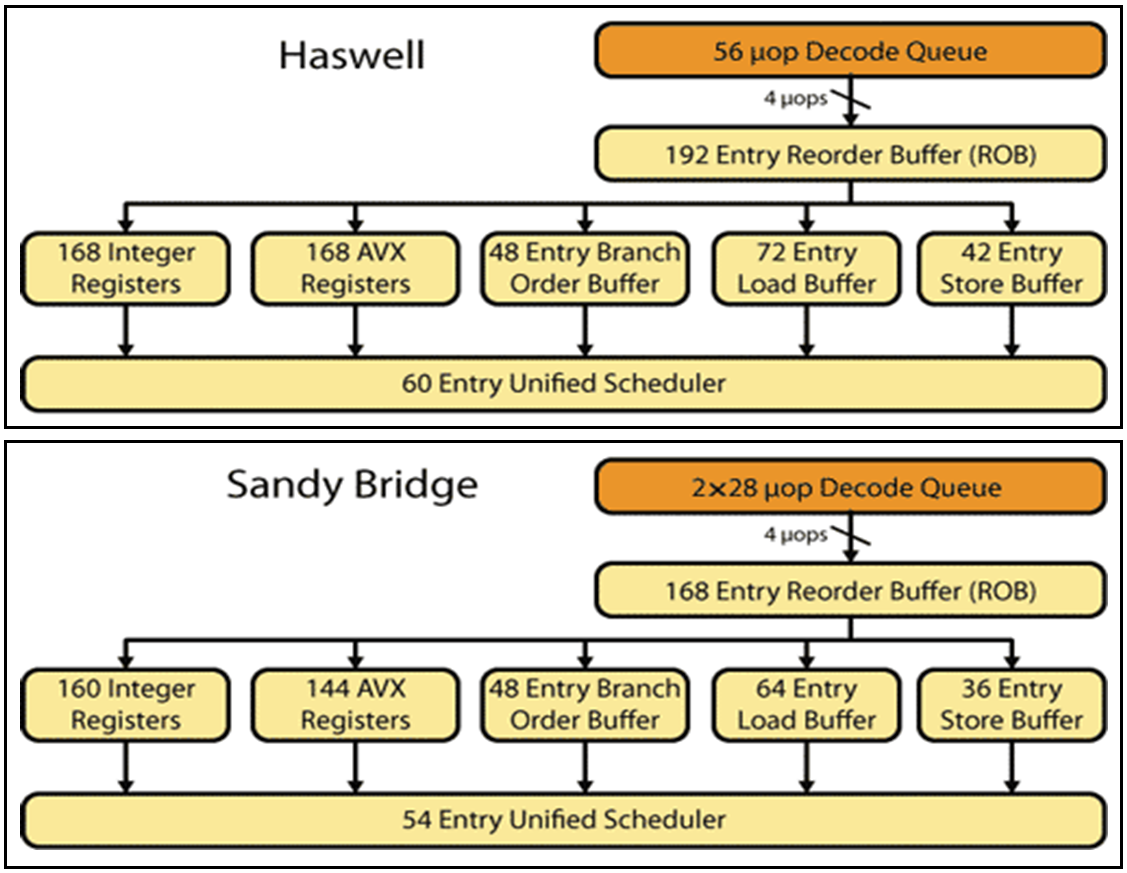 Haswell
56 µop Decode Queue
4 µops
192 Entry Reorder Buffer (ROB)
168 Integer
Registers
168 AVX
Registers
48 Entry Branch
Order Buffer
72 Entry
Load Buffer
42 Entry
Store Buffer
60 Entry Unified Scheduler
Sandy Bridge
2×28 µop Decode Queue
4 µops
168 Entry Reorder Buffer (ROB)
160 Integer
Registers
144 AVX
Registers
48 Entry Branch
Order Buffer
64 Entry
Load Buffer
36 Entry
Store Buffer
54 Entry Unified Scheduler